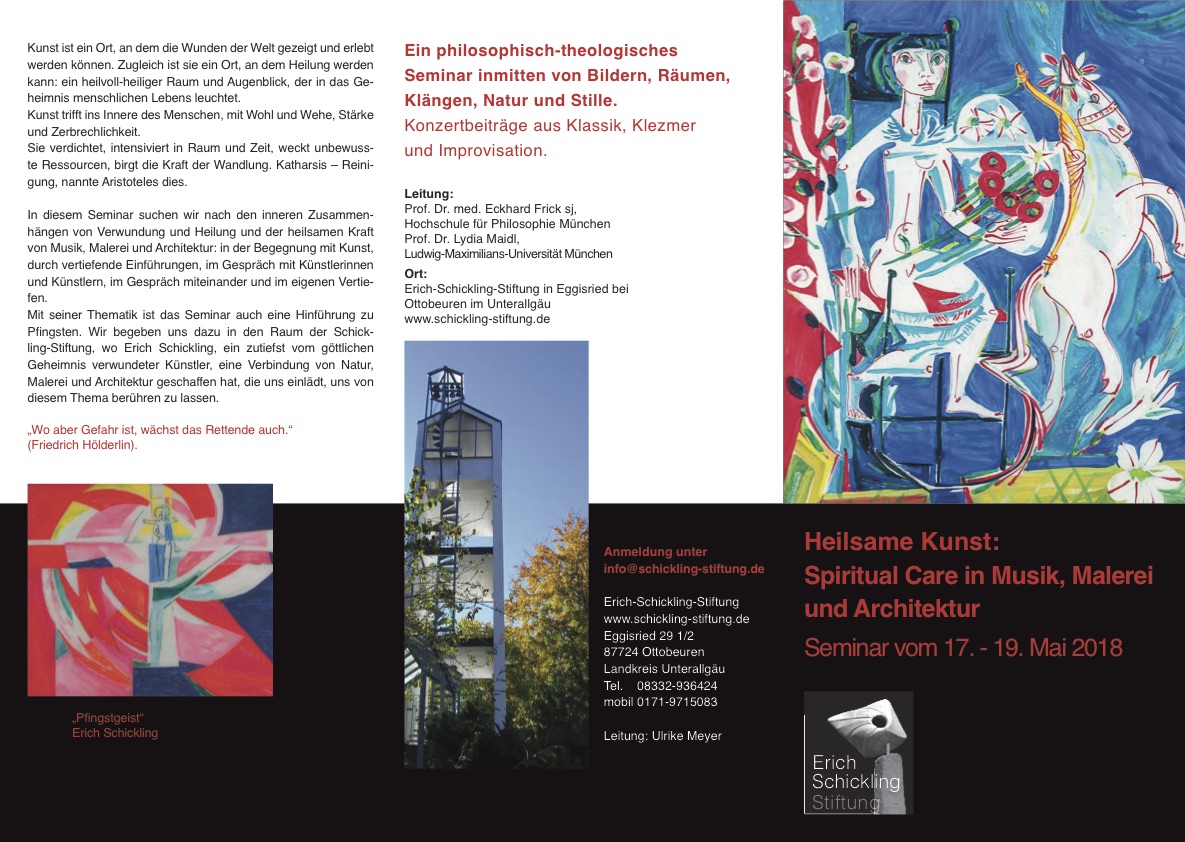 Kunst ist ein Ort, an dem die Wunden der Welt gezeigt und erlebt
werden können. Zugleich ist sie ein Ort, an dem Heilung werden
kann: ein heilvoll-heiliger Raum und Augenblick, der in das Ge-
heimnis menschlichen Lebens leuchtet.
Kunst trifft ins Innere des Menschen, mit Wohl und Wehe, Stärke
und Zerbrechlichkeit.
Sie verdichtet, intensiviert in Raum und Zeit, weckt unbewuss-
te Ressourcen, birgt die Kraft der Wandlung. Katharsis – Reini-
gung, nannte Aristoteles dies.
In diesem Seminar suchen wir nach den inneren Zusammen-
hängen von Verwundung und Heilung und der heilsamen Kraft
von Musik, Malerei und Architektur: in der Begegnung mit Kunst,
durch vertiefende Einführungen, im Gespräch mit Künstlerinnen
und Künstlern, im Gespräch miteinander und im eigenen Vertie-
fen.
Mit seiner Thematik ist das Seminar auch eine Hinführung zu
Pfingsten. Wir begeben uns dazu in den Raum der Schick-
ling-Stiftung, wo Erich Schickling, ein zutiefst vom göttlichen
Geheimnis verwundeter Künstler, eine Verbindung von Natur,
Malerei und Architektur geschaffen hat, die uns einlädt, uns von
diesem Thema berühren zu lassen.
„Wo aber Gefahr ist, wächst das Rettende auch.“
(Friedrich Hölderlin).
„Pfingstgeist“
Erich Schickling
Ein philosophisch-theologisches
Seminar inmitten von Bildern, Räumen,
Klängen, Natur und Stille.
Konzertbeiträge aus Klassik, Klezmer
und Improvisation.
Leitung:
Prof. Dr. med. Eckhard Frick sj,
Hochschule für Philosophie München
Prof. Dr. Lydia Maidl,
Ludwig-Maximilians-Universität München
Ort:
Erich-Schickling-Stiftung in Eggisried bei
Ottobeuren im Unterallgäu
www.schickling-stiftung.de
Anmeldung unter
info@schickling-stiftung.de
Erich-Schickling-Stiftung
www.schickling-stiftung.de
Eggisried 29 1/2
87724 Ottobeuren
Landkreis Unterallgäu
Tel. 08332-936424
mobil 0171-9715083
Leitung: Ulrike Meyer
Heilsame Kunst:
Spiritual Care in Musik, Malerei
und Architektur
Seminar vom 17. - 19. Mai 2018
Erich
Schickling
Stiftung